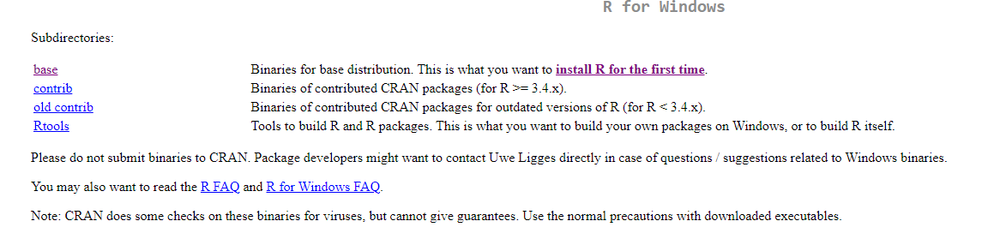 R for Windows
Subdirectories:
base Binaries for base distribution. This is what you want to install R for the first time.
contrib Binaries of contributed CRAN packages (for R >= 3.4.x).
old contrib Binaries of contributed CRAN packages for outdated versions of R (for R < 3.4.x).
Rtools Tools to build R and R packages. This is what you want to build your own packages on Windows, or to build R itself.
Please do not submit binaries to CRAN. Package developers might want to contact Uwe Ligges directly in case of questions / suggestions related to Windows binaries.
You may also want to read the R FAQ and R for Windows FAQ.
Note: CRAN does some checks on these binaries for viruses, but cannot give guarantees. Use the normal precautions with downloaded executables.